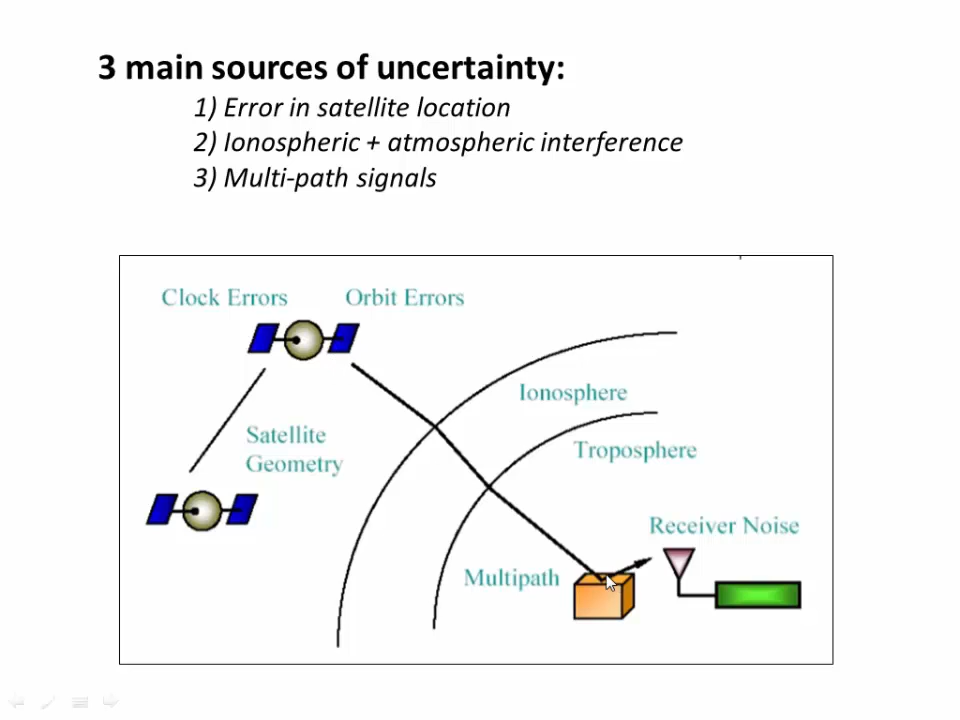 3 main sources of uncertainty:
1) Error in satellite location
2) Ionospheric + atmospheric interference
3) Multi-path signals
Clock Errors
Orbit Errors
Ionosphere
Satellite
Geometry
Troposphere
Receiver Noise
Multipath